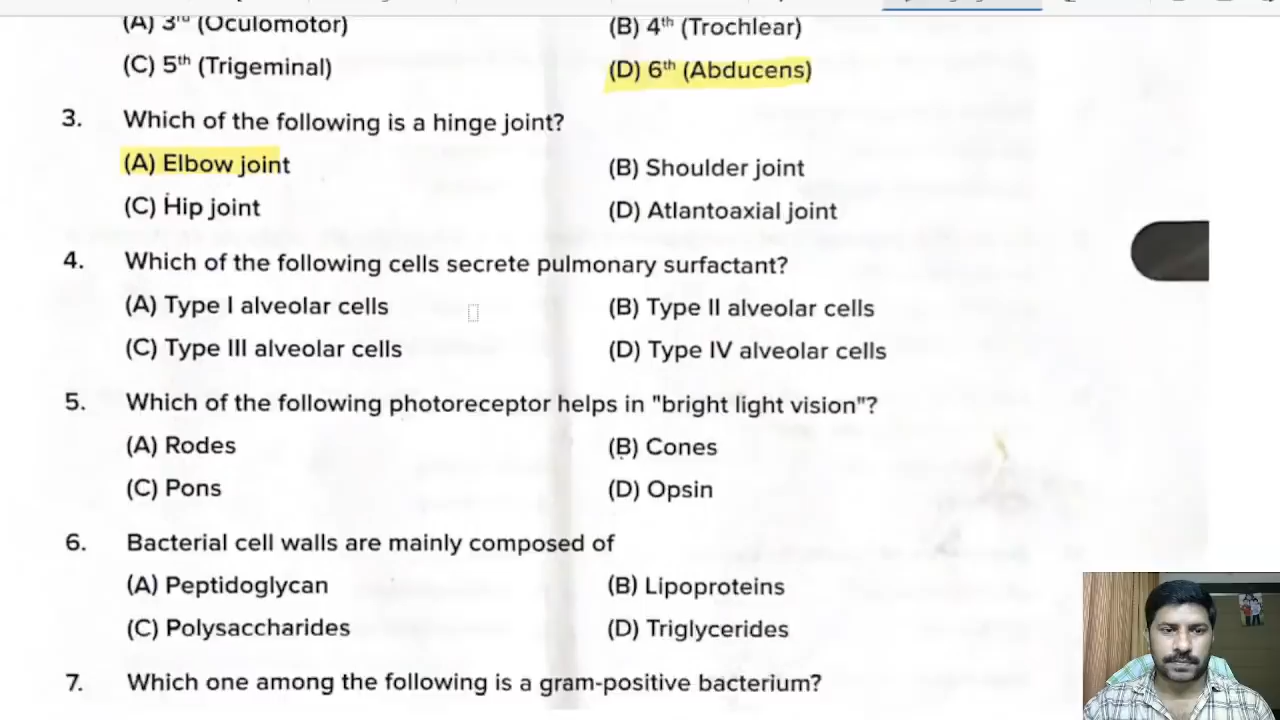 (A) 3rd (Oculomotor) (B) 4th (Trochlear)
(C) 5th (Trigeminal) (D) 6th (Abducens)
3. Which of the following is a hinge joint?
(A) Elbow joint (B) Shoulder joint
(C) Hip joint (D) Atlantoaxial joint
4. Which of the following cells secrete pulmonary surfactant?
(A) Type I alveolar cells (B) Type II alveolar cells
(C) Type III alveolar cells (D) Type IV alveolar cells
5. Which of the following photoreceptor helps in "bright light vision"?
(A) Rodes (B) Cones
(C) Pons (D) Opsin
6. Bacterial cell walls are mainly composed of
(A) Peptidoglycan (B) Lipoproteins
(C) Polysaccharides (D) Triglycerides
7. Which one among the following is a gram-positive bacterium?